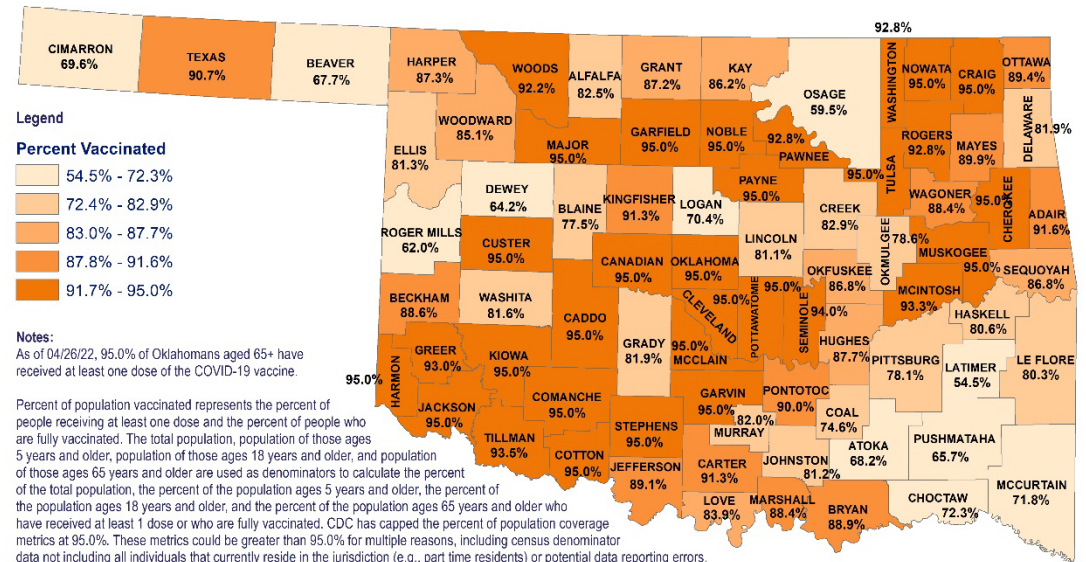 92.8%
CIMARRON
69.6%
TEXAS
90.7%
BEAVER
67.7%
HARPER
87.3%
WOODS
92.2%
ALFALFA
82.5%
GRANT
87.2%
KAY
86.2%
OSAGE
59.5%
WASHINGTON
NOWATA
95.0%
CRAIG
95.0%
OTTAWA
89.4%
Legend
Percent Vaccinated
54.5% - 72.3%
72.4% - 82.9%
83.0% - 87.7%
87.8% - 91.6%
91.7% - 95.0%
WOODWARD
85.1%
ELLIS
81.3%
MAJOR
95.0%
GARFIELD
95.0%
NOBLE
95.0%
92.8%
PAWNEE
ROGERS
92.8%
MAYES
89.9%
DELAWARE
81.9%
DEWEY
64.2%
BLAINE
77.5%
KINGFISHER
91.3%
LOGAN
70.4%
PAYNE
95.0%
95.0%
TULSA
CREEK
82.9%
WAGONER
88.4%
95.0%
CHEROKEE
ADAIR
91.6%
ROGER MILLS
62.0%
CUSTER
95.0%
CANADIAN
95.0%
OKLAHOMA
95.0%
LINCOLN
81.1%
OKMULGEE
78.6%
MUSKOGEE
95.0%
SEQUOYAH
86.8%
OKFUSKEE
86.8%
MCINTOSH
93.3%
BECKHAM
88.6%
WASHITA
81.6%
CADDO
95.0%
GRADY
81.9%
CLEVELAND
95.0%
POTTAWATOMIE
95.0%
SEMINOLE
94.0%
HUGHES
87.7%
HASKELL
80.6%
PITTSBURG
78.1%
LATIMER
54.5%
LE FLORE
80.3%
95.0%
MCCLAIN
Notes:
As of 04/26/22, 95.0% of Oklahomans aged 65+ have
received at least one dose of the COVID-19 vaccine.
95.0%
HARMON
GREER
93.0%
KIOWA
95.0%
JACKSON
95.0%
COMANCHE
95.0%
TILLMAN
93.5%
COTTON
95.0%
STEPHENS
95.0%
JEFFERSON
89.1%
GARVIN
95.0%
82.0%
MURRAY
PONTOTOC
90.0%
COAL
74.6%
CARTER
91.3%
JOHNSTON
81.2%
ATOKA
68.2%
PUSHMATAHA
65.7%
LOVE
83.9%
MARSHALL
88.4%
BRYAN
88.9%
CHOCTAW
72.3%
MCCURTAIN
71.8%
Percent of population vaccinated represents the percent of
people receiving at least one dose and the percent of people who
are fully vaccinated. The total population, population of those ages
5 years and older, population of those ages 18 years and older, and population
of those ages 65 years and older are used as denominators to calculate the percent
of the total population, the percent of the population ages 5 years and older, the percent of
the population ages 18 years and older, and the percent of the population ages 65 years and older who
have received at least 1 dose or who are fully vaccinated. CDC has capped the percent of population coverage
metrics at 95.0%. These metrics could be greater than 95.0% for multiple reasons, including census denominator
data not including all individuals that currently reside in the jurisdiction (e.g., part time residents) or potential data reporting errors.